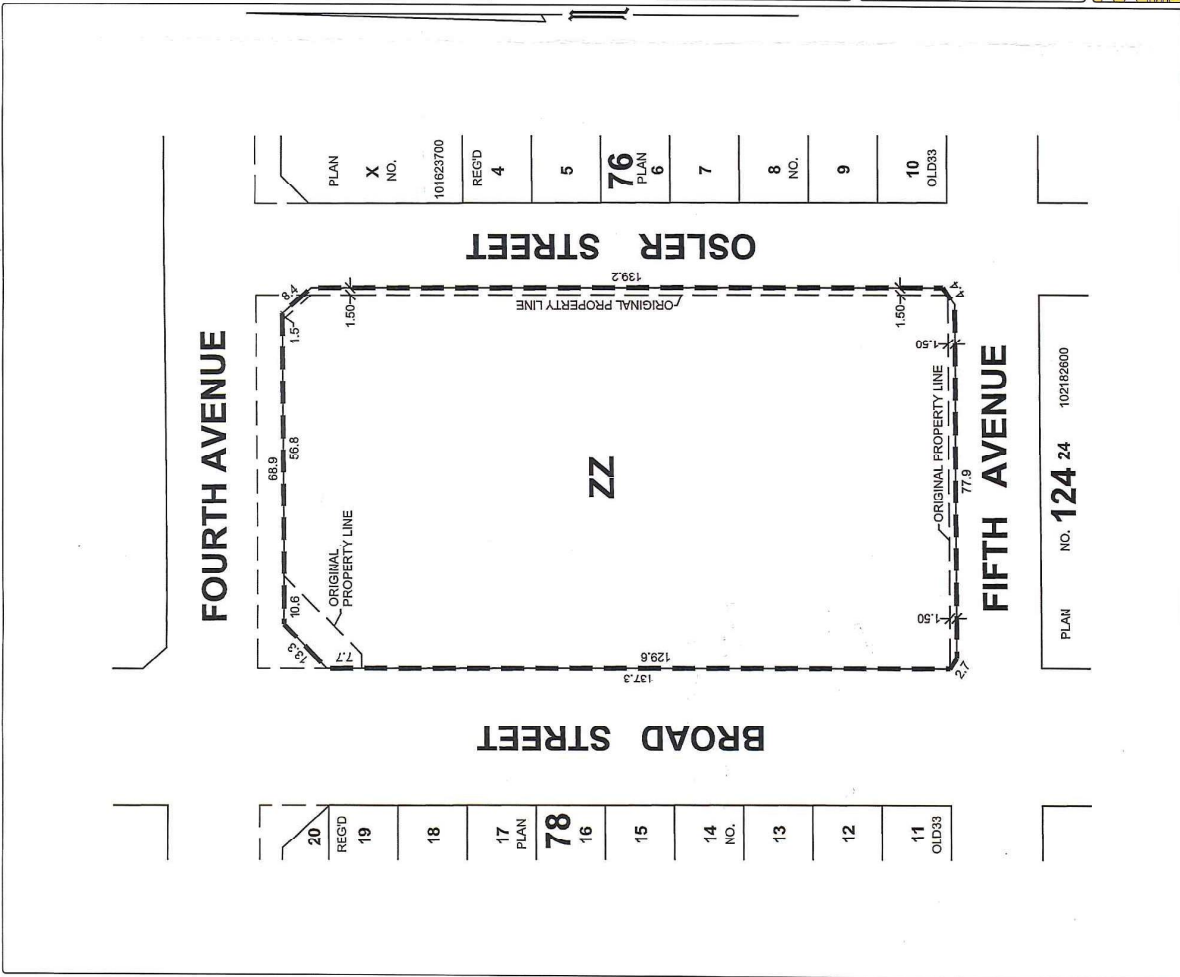 PLAN
X
NO.
101623700
REG'D
4
5
76
PLAN
6
7
8
NO.
9
10
OLD33
OSLER STREET
139.2
ORIGINAL PROPERTY LINE
1.50
1.50
8.4
1.5
4.4
FOURTH AVENUE
68.9
56.8
10.6
ORIGINAL
PROPERTY LINE
13.3
7.7
ZZ
1.50
ORIGINAL PROPERTY LINE
77.9
1.50
FIFTH AVENUE
PLAN NO. 124 24 102182600
129.6
137.3
2.7
BROAD STREET
20
REG'D
19
18
17
PLAN
78
16
15
14
NO.
13
12
11
OLD33